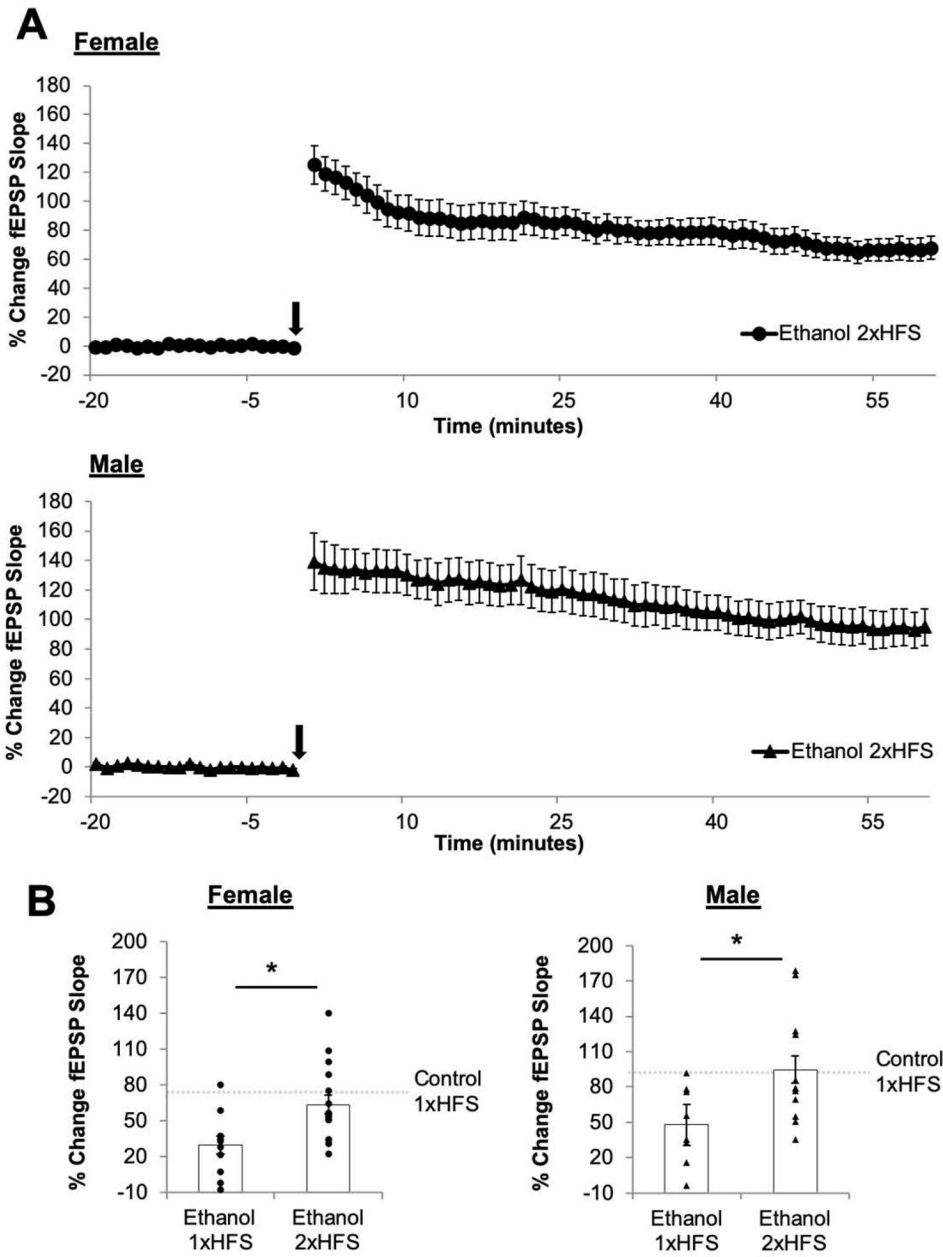 A
Female
% Change fEPSP Slope
180
160
140
120
100
80
60
40
20
0
-20
Ethanol 2xHFS
-20 -5 10 25 40 55
Time (minutes)
Male
% Change fEPSP Slope
180
160
140
120
100
80
60
40
20
0
-20
Ethanol 2xHFS
-20 -5 10 25 40 55
Time (minutes)
B
Female
% Change fEPSP Slope
200
170
140
110
80
50
20
-10
*
Control
1xHFS
Ethanol Ethanol
1xHFS 2xHFS
Male
% Change fEPSP Slope
200
170
140
110
80
50
20
-10
*
Control
1xHFS
Ethanol Ethanol
1xHFS 2xHFS